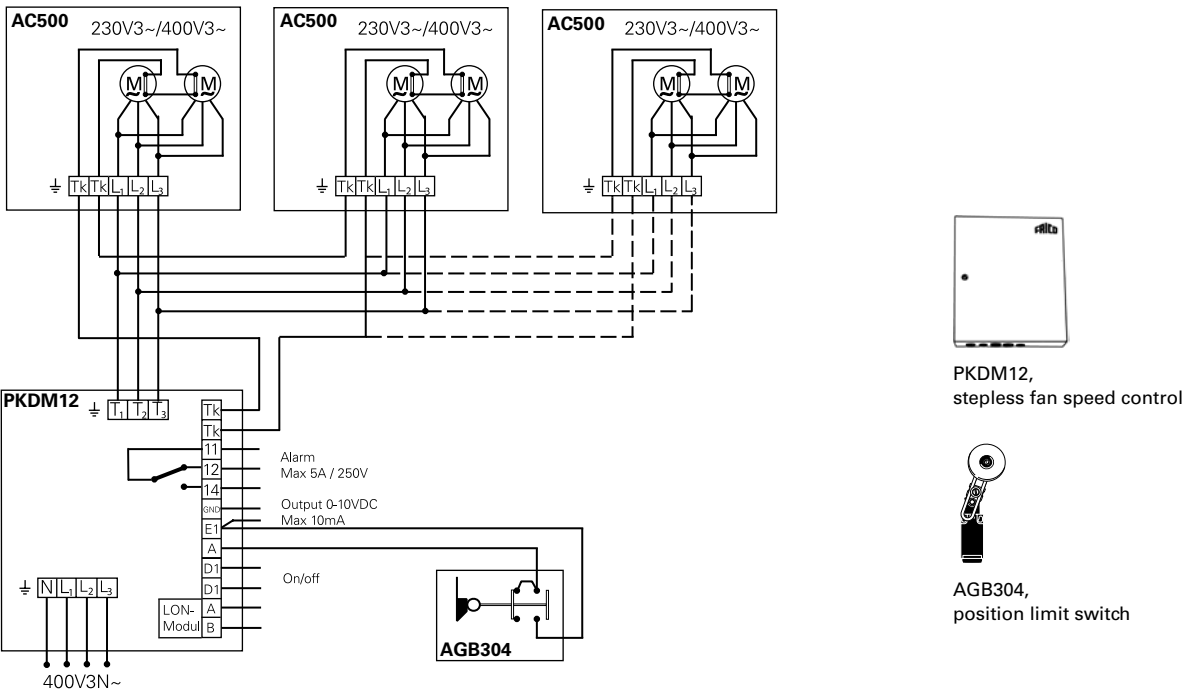 AC500
230V3~/400V3~
M
M
Tk Tk L1 L2 L3
AC500
230V3~/400V3~
M
M
Tk Tk L1 L2 L3
AC500
230V3~/400V3~
M
M
Tk Tk L1 L2 L3
PKDM12
T1 T2 T3
Tk
Tk
11
12
14
GND
E1
A
D1
D1
A
B
Alarm
Max 5A / 250V
Output 0-10VDC
Max 10mA
On/off
LON-
Modul
N L1 L2 L3
400V3N~
AGB304
FRICO
PKDM12,
stepless fan speed control
AGB304,
position limit switch